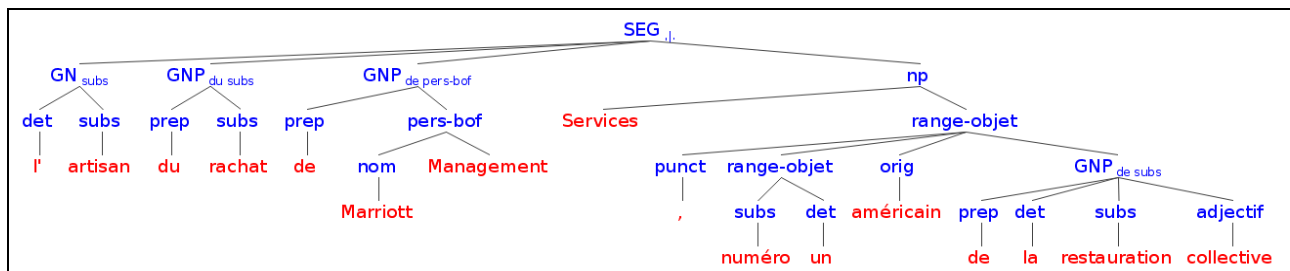 SEG .|.
GN subs GNP du subs GNP de pers-bof np
det subs prep subs prep pers-bof Services range-objet
l' artisan du rachat de nom Management punct range-objet orig GNP de subs
Marriott , subs det américain prep det subs adjectif
numéro un de la restauration collective